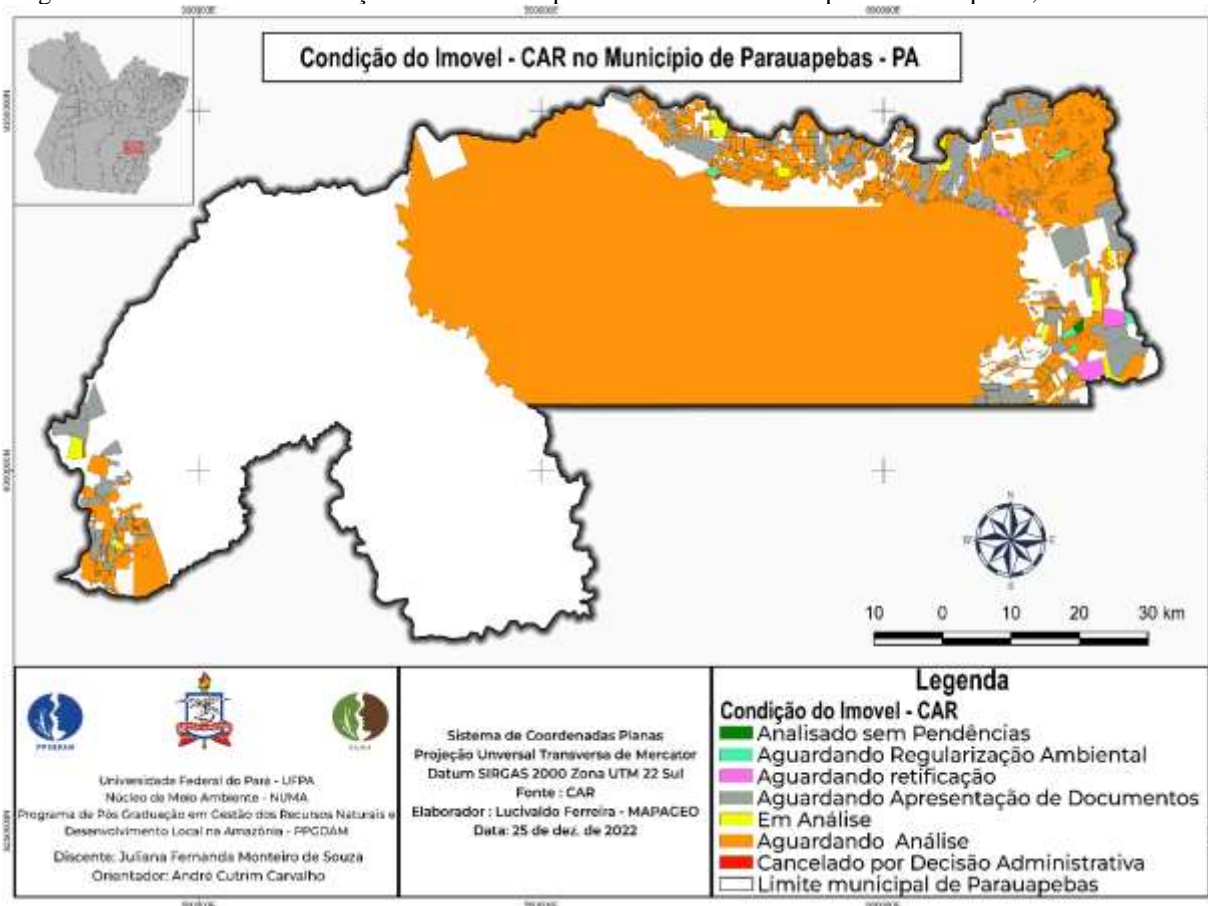 Condição do Imovel - CAR no Município de Parauapebas - PA
N
E
S
10 0 10 20 30 km
PPGEDAM
NUMA
Universidade Federal do Pará - UFPA
Núcleo de Meio Ambiente - NUMA
Programa de Pós Graduação em Gestão dos Recursos Naturais e
Desenvolvimento Local na Amazônia - PPGDAM
Discente: Juliana Fernanda Monteiro de Souza
Orientador: André Cutrim Carvalho
Sistema de Coordenadas Planas
Projeção Unversal Transversa de Mercator
Datum SIRGAS 2000 Zona UTM 22 Sul
Fonte : CAR
Elaborador : Lucivaldo Ferreira - MAPAGEO
Data: 25 de dez. de 2022
Legenda
Condição do Imovel - CAR
Analisado sem Pendências
Aguardando Regularização Ambiental
Aguardando retificação
Aguardando Apresentação de Documentos
Em Análise
Aguardando Análise
Cancelado por Decisão Administrativa
Limite municipal de Parauapebas